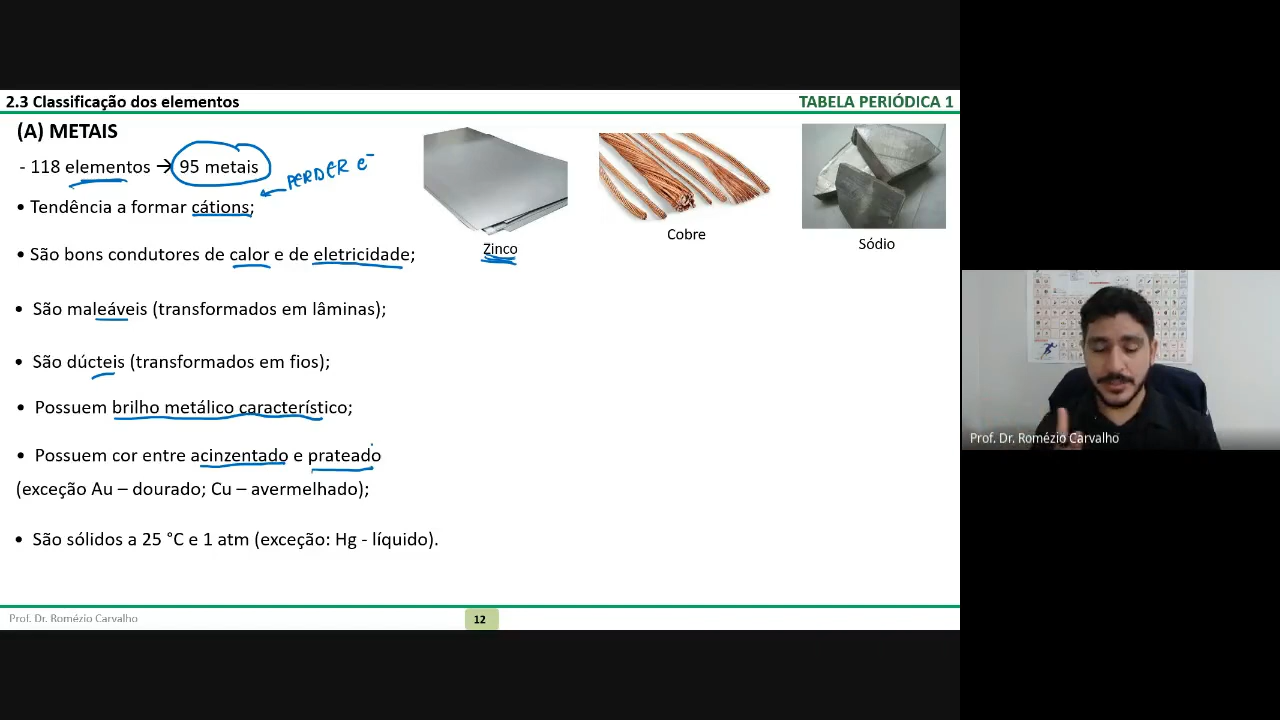 2.3 Classificação dos elementos
TABELA PERIÓDICA 1
(A) METAIS
- 118 elementos → 95 metais
PERDER e⁻
• Tendência a formar cátions;
• São bons condutores de calor e de eletricidade;
• São maleáveis (transformados em lâminas);
• São dúcteis (transformados em fios);
• Possuem brilho metálico característico;
• Possuem cor entre acinzentado e prateado
(exceção Au – dourado; Cu – avermelhado);
• São sólidos a 25 °C e 1 atm (exceção: Hg - líquido).
Zinco
Cobre
Sódio
Prof. Dr. Romézio Carvalho
12
Prof. Dr. Romézio Carvalho